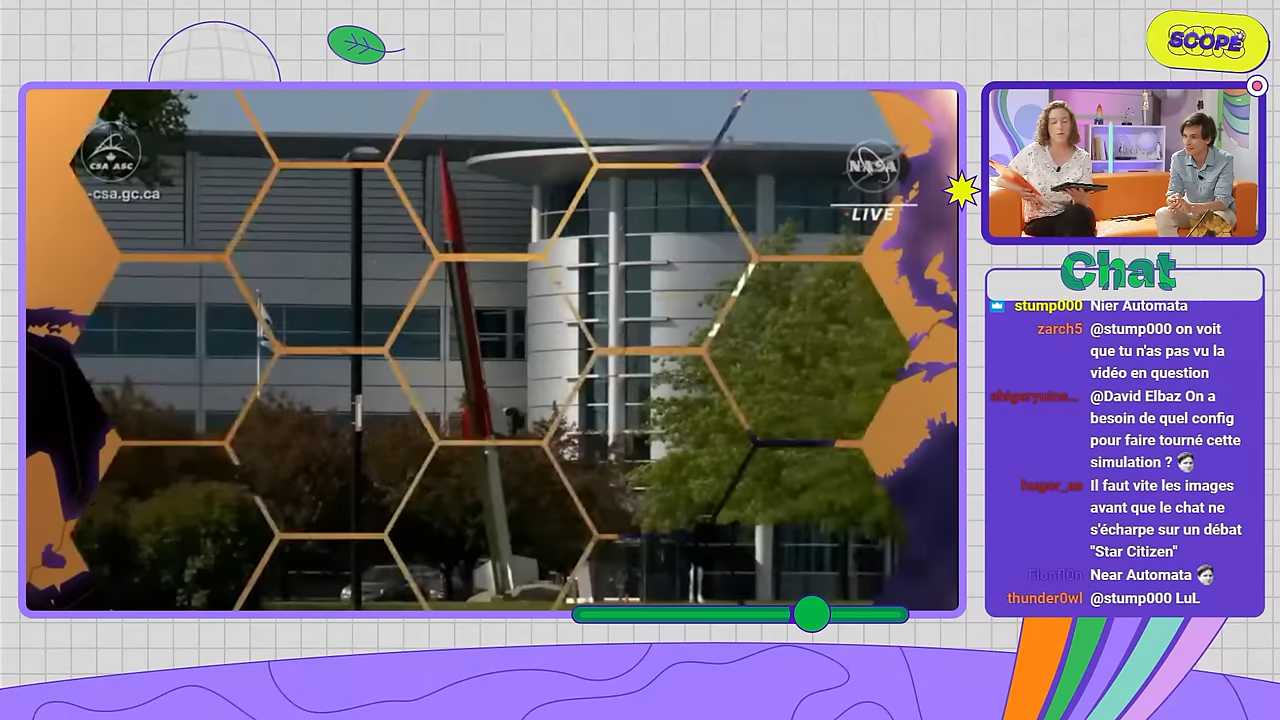 SCOPE
CSA ASC
-csa.gc.ca
NASA
LIVE
Chat
stump000 Nier Automata
zarch5 @stump000 on voit
que tu n'as pas vu la
vidéo en question
@David Elbaz On a
besoin de quel config
pour faire tourné cette
simulation ?
hugor_as Il faut vite les images
avant que le chat ne
s'écharpe sur un débat
"Star Citizen"
Near Automata
thunder0wl @stump000 LuL